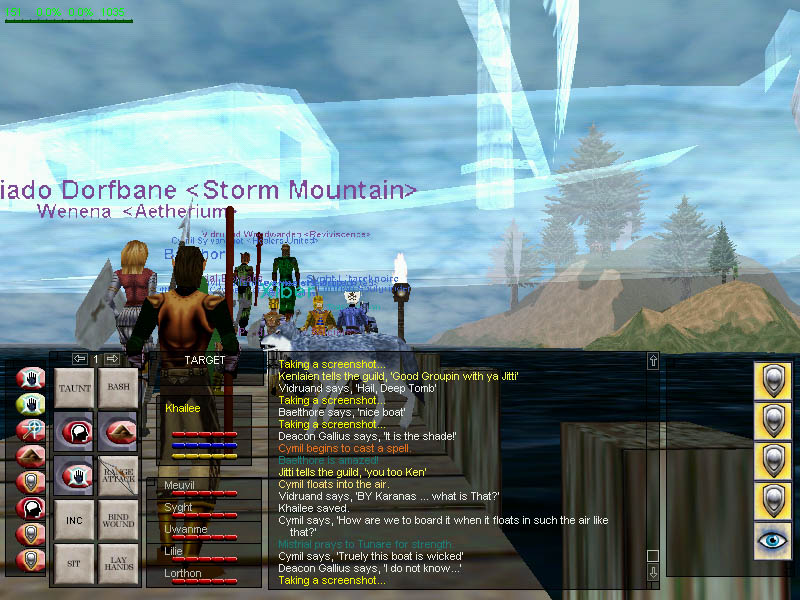 iado Dorfbane <Storm Mountain>
Wenena <Aetherium>
1
TARGET
TAUNT
BASH
RANGE ATTACK
INC
BIND WOUND
SIT
LAY HANDS
Khailee
Meuvil
Syght
Uwanme
Lilie
Lorthon
Taking a screenshot...
Kenlaien tells the guild, 'Good Groupin with ya Jitti'
Vidruand says, 'Hail, Deep Tomb'
Taking a screenshot...
Baelthore says, 'nice boat'
Taking a screenshot...
Deacon Gallius says, 'It is the shade!'
Cymil begins to cast a spell.
Baelthore is amazed!
Jitti tells the guild, 'you too Ken'
Cymil floats into the air.
Vidruand says, 'BY Karanas ... what is That?'
Khailee saved.
Cymil says, 'How are we to board it when it floats in such the air like
that?'
Mistrial prays to Tunare for strength.
Cymil says, 'Truely this boat is wicked'
Deacon Gallius says, 'I do not know...'
Taking a screenshot...